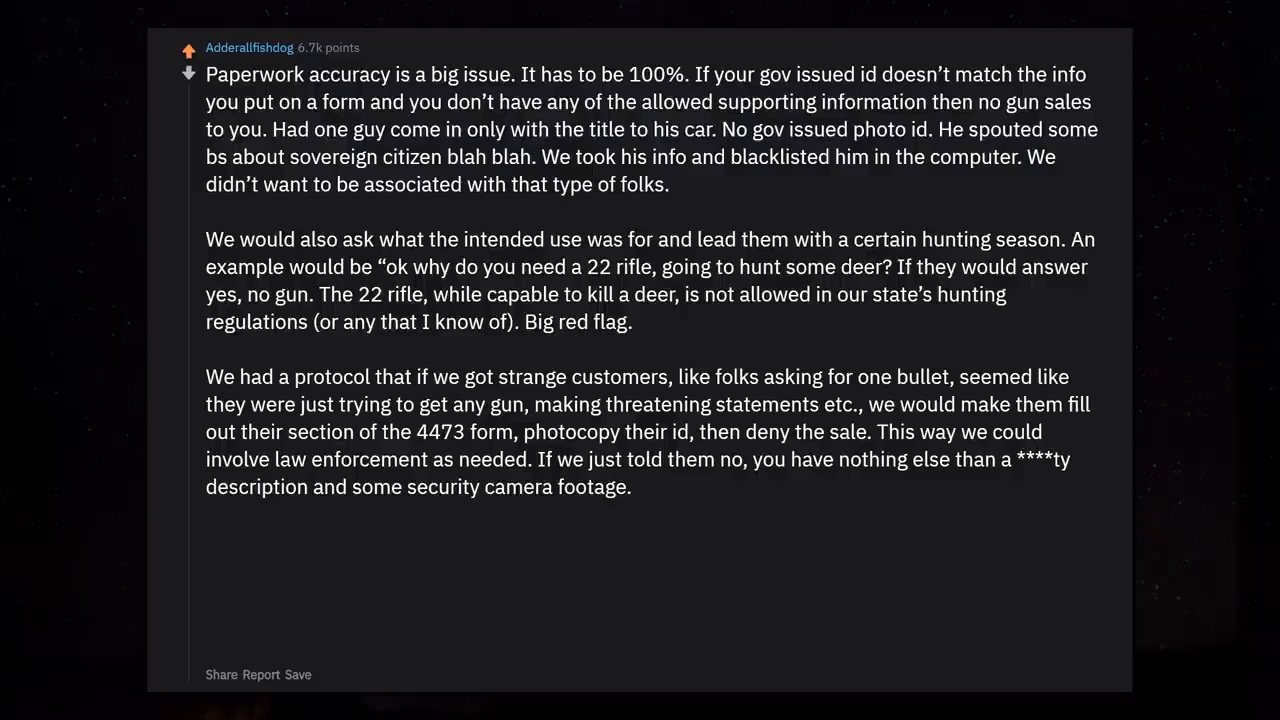 Adderallfishdog 6.7k points
Paperwork accuracy is a big issue. It has to be 100%. If your gov issued id doesn’t match the info
you put on a form and you don’t have any of the allowed supporting information then no gun sales
to you. Had one guy come in only with the title to his car. No gov issued photo id. He spouted some
bs about sovereign citizen blah blah. We took his info and blacklisted him in the computer. We
didn’t want to be associated with that type of folks.
We would also ask what the intended use was for and lead them with a certain hunting season. An
example would be “ok why do you need a 22 rifle, going to hunt some deer? If they would answer
yes, no gun. The 22 rifle, while capable to kill a deer, is not allowed in our state’s hunting
regulations (or any that I know of). Big red flag.
We had a protocol that if we got strange customers, like folks asking for one bullet, seemed like
they were just trying to get any gun, making threatening statements etc., we would make them fill
out their section of the 4473 form, photocopy their id, then deny the sale. This way we could
involve law enforcement as needed. If we just told them no, you have nothing else than a ****ty
description and some security camera footage.
Share Report Save